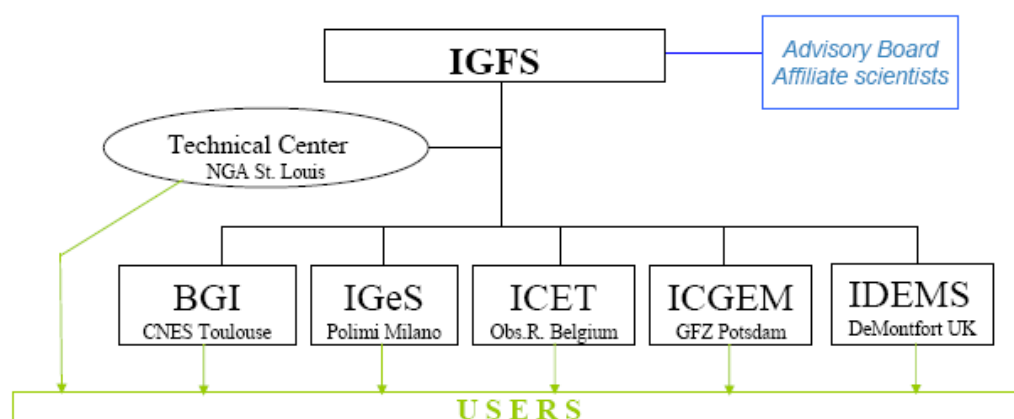 IGFS
Advisory Board
Affiliate scientists
Technical Center
NGA St. Louis
BGI
CNES Toulouse
IGeS
Polimi Milano
ICET
Obs.R. Belgium
ICGEM
GFZ Potsdam
IDEMS
DeMontfort UK
USERS